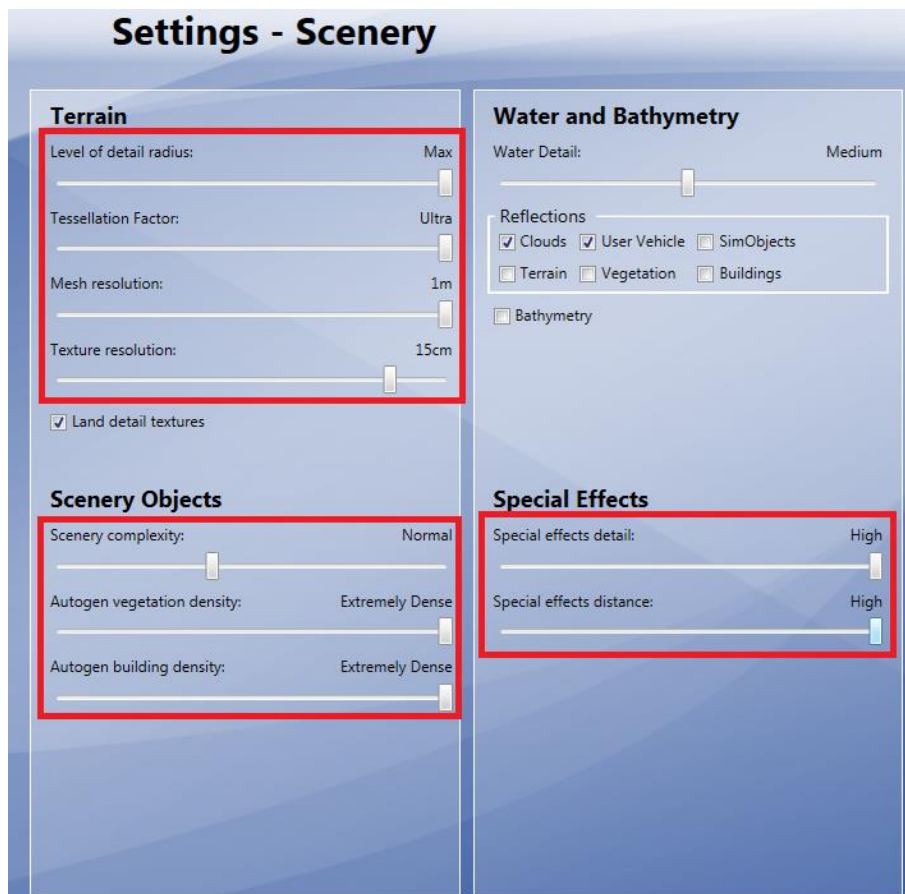 Settings - Scenery
Terrain
Level of detail radius: Max
Tessellation Factor: Ultra
Mesh resolution: 1m
Texture resolution: 15cm
Land detail textures
Scenery Objects
Scenery complexity: Normal
Autogen vegetation density: Extremely Dense
Autogen building density: Extremely Dense
Water and Bathymetry
Water Detail: Medium
Reflections
Clouds User Vehicle SimObjects
Terrain Vegetation Buildings
Bathymetry
Special Effects
Special effects detail: High
Special effects distance: High